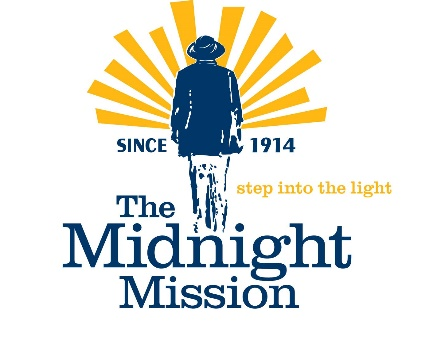 SINCE 1914
step into the light
The
Midnight
Mission